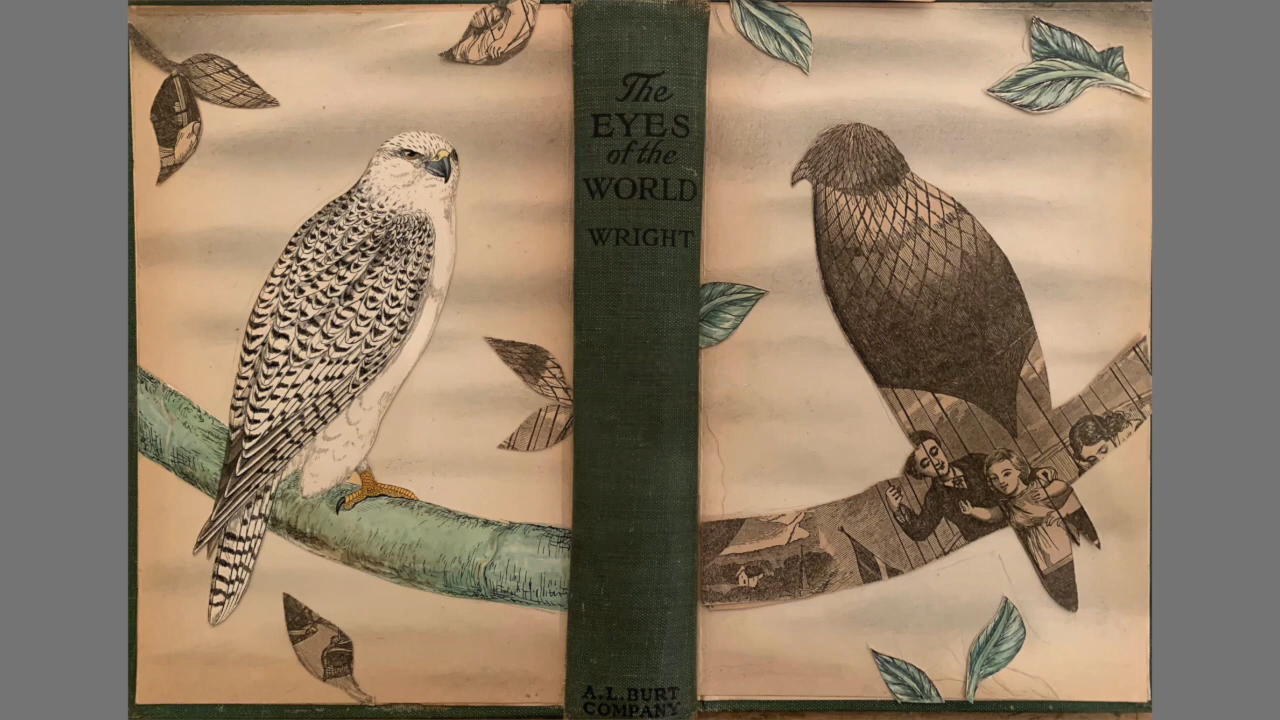 The
EYES
of the
WORLD
WRIGHT
A.L. BURT
COMPANY